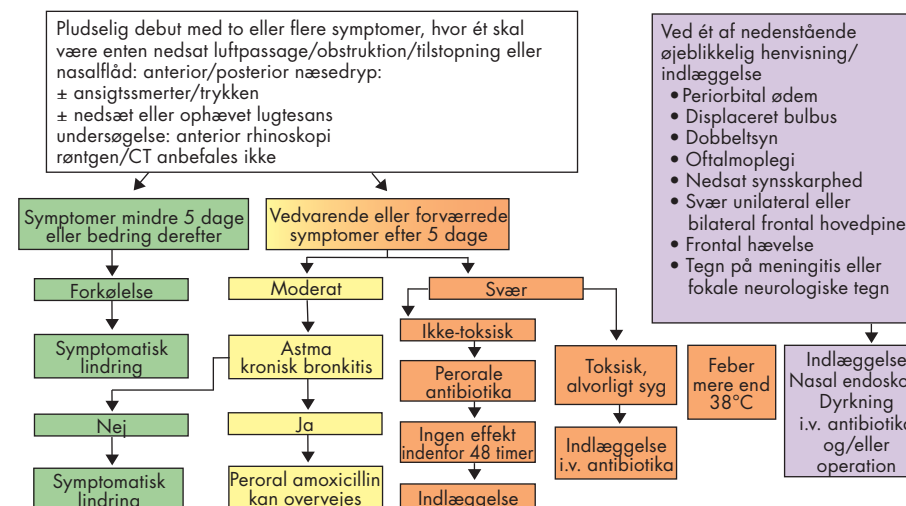 Pludselig debut med to eller flere symptomer, hvor ét skal
være enten nedsat luftpassage/obstruktion/tilstopning eller
nasalflåd: anterior/posterior næsedryp:
± ansigtssmerter/trykken
± nedsæt eller ophævet lugtesans
undersøgelse: anterior rhinoskopi
røntgen/CT anbefales ikke
Ved ét af nedenstående
øjeblikkelig henvisning/
indlæggelse
• Periorbital ødem
• Displaceret bulbus
• Dobbeltsyn
• Oftalmoplegi
• Nedsat synsskarphed
• Svær unilateral eller
bilateral frontal hovedpine
• Frontal hævelse
• Tegn på meningitis eller
fokale neurologiske tegn
Symptomer mindre 5 dage
eller bedring derefter
Vedvarende eller forværrede
symptomer efter 5 dage
Forkølelse
Moderat
Svær
Symptomatisk
lindring
Astma
kronisk bronkitis
Ikke-toksisk
Perorale
antibiotika
Toksisk,
alvorligt syg
Feber
mere end
38°C
Indlæggelse
Nasal endosko
Dyrkning
i.v. antibiotika
og/eller
operation
Nej
Ja
Ingen effekt
indenfor 48 timer
Indlæggelse
i.v. antibiotika
Symptomatisk
lindring
Peroral amoxicillin
kan overvejes
Indlæggelse